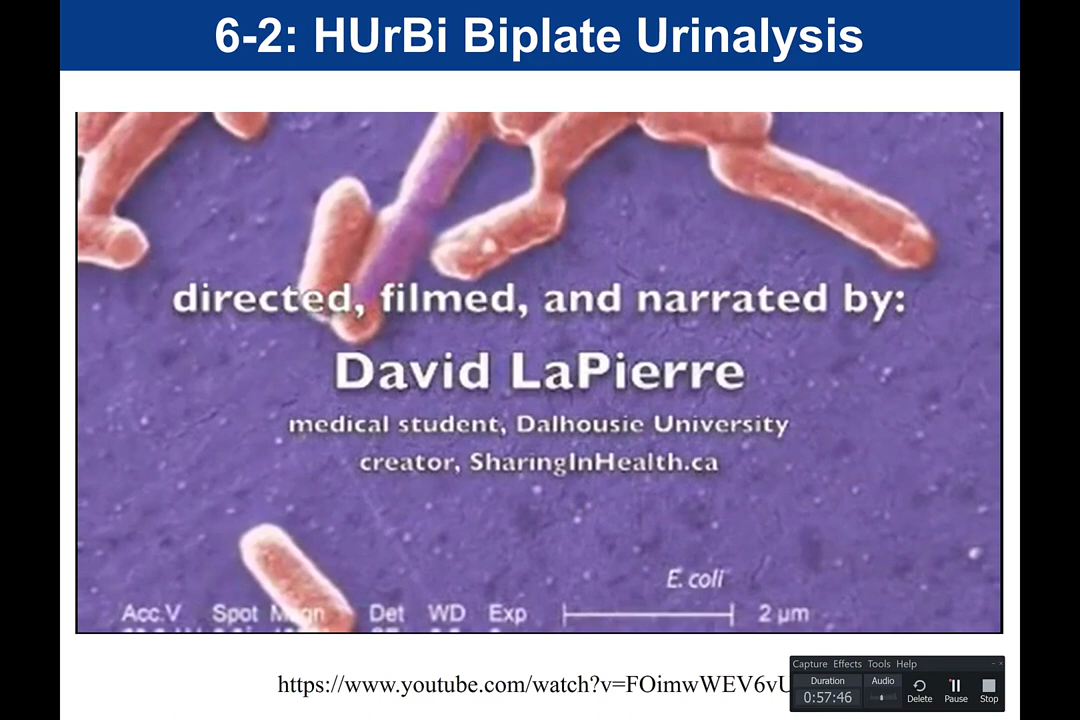 6-2: HUrBi Biplate Urinalysis
directed, filmed, and narrated by:
David LaPierre
medical student, Dalhousie University
creator, SharingInHealth.ca
E. coli
Acc.V Spot Magn Det WD Exp 2 µm
https://www.youtube.com/watch?v=FOimwWEV6vU
Capture Effects Tools Help
Duration Audio
0:57:46 Delete Pause Stop